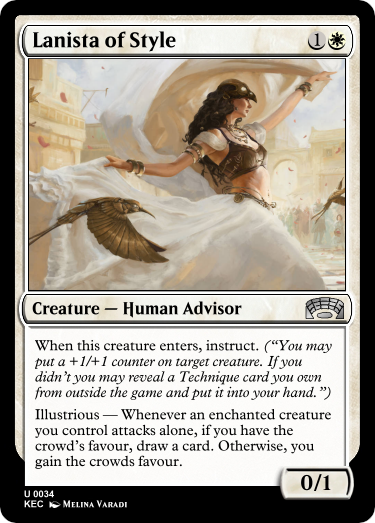 Lanista of Style
1
Creature — Human Advisor
When this creature enters, instruct. (“You may
put a +1/+1 counter on target creature. If you
didn’t you may reveal a Technique card you own
from outside the game and put it into your hand.”)
Illustrious — Whenever an enchanted creature
you control attacks alone, if you have the
crowd’s favour, draw a card. Otherwise, you
gain the crowds favour.
0/1
U 0034
KEC Melina Varadi